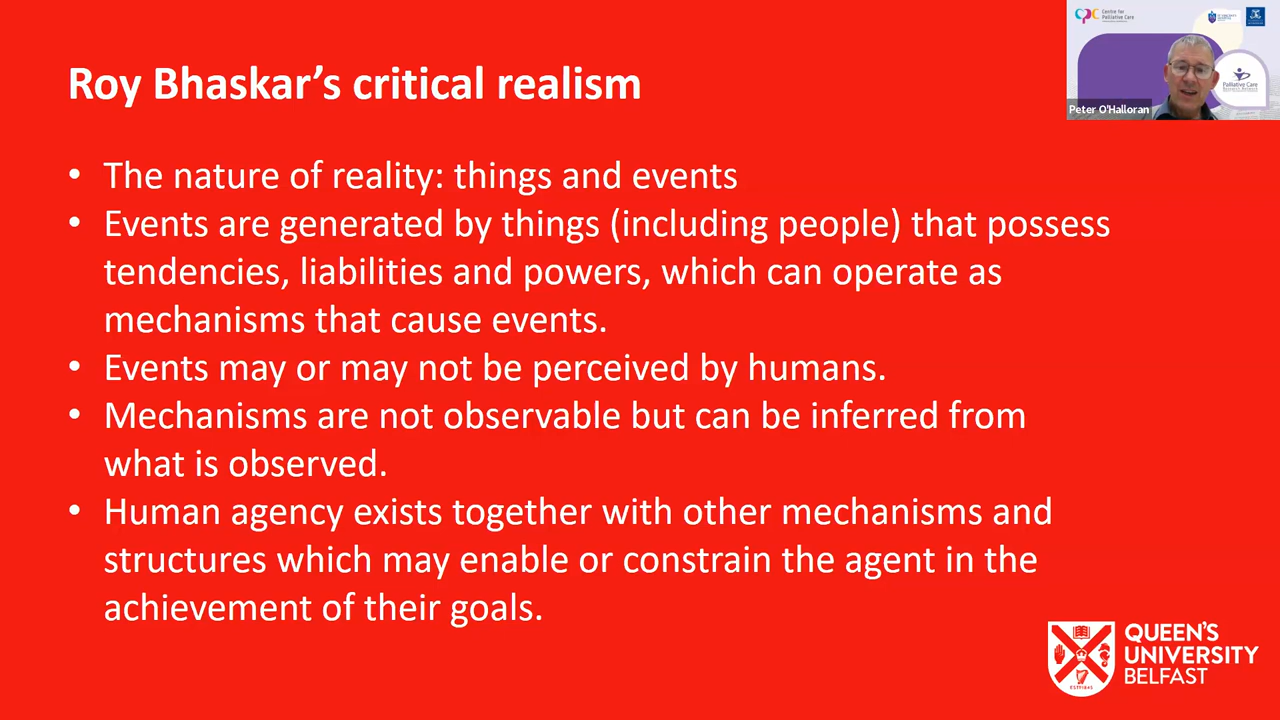 Roy Bhaskar’s critical realism
• The nature of reality: things and events
• Events are generated by things (including people) that possess
tendencies, liabilities and powers, which can operate as
mechanisms that cause events.
• Events may or may not be perceived by humans.
• Mechanisms are not observable but can be inferred from
what is observed.
• Human agency exists together with other mechanisms and
structures which may enable or constrain the agent in the
achievement of their goals.
Centre for
Palliative Care
Palliative Care
Peter O'Halloran
QUEEN'S
UNIVERSITY
BELFAST